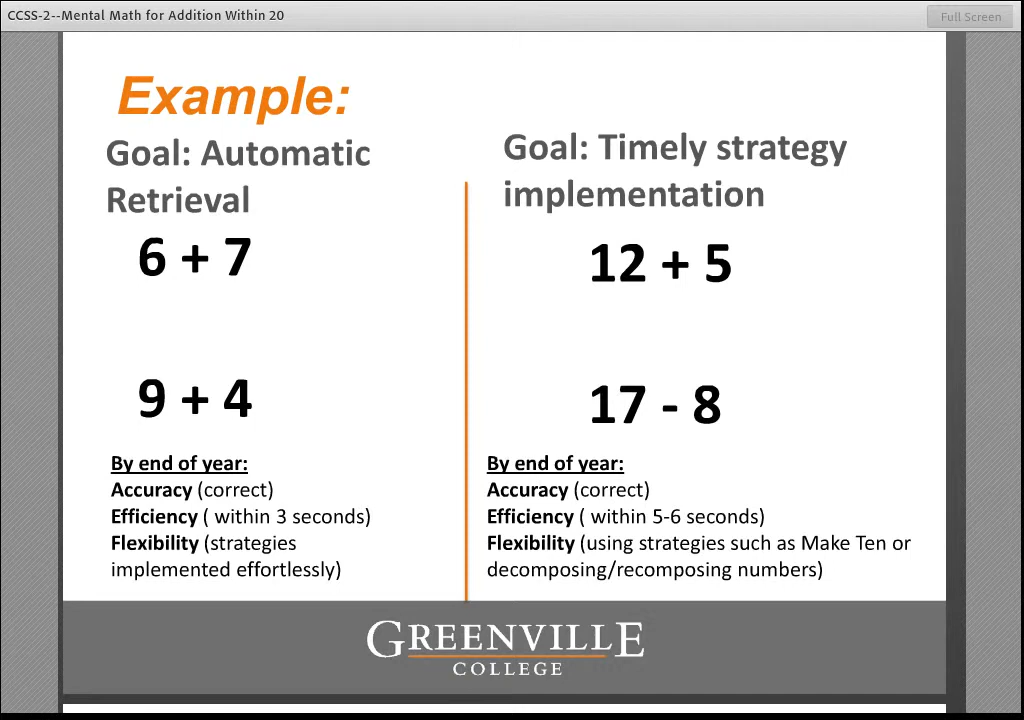 CCSS-2--Mental Math for Addition Within 20
Full Screen
Example:
Goal: Automatic
Retrieval
6 + 7
9 + 4
By end of year:
Accuracy (correct)
Efficiency ( within 3 seconds)
Flexibility (strategies
implemented effortlessly)
Goal: Timely strategy
implementation
12 + 5
17 - 8
By end of year:
Accuracy (correct)
Efficiency ( within 5-6 seconds)
Flexibility (using strategies such as Make Ten or
decomposing/recomposing numbers)
GREENVILLE
COLLEGE